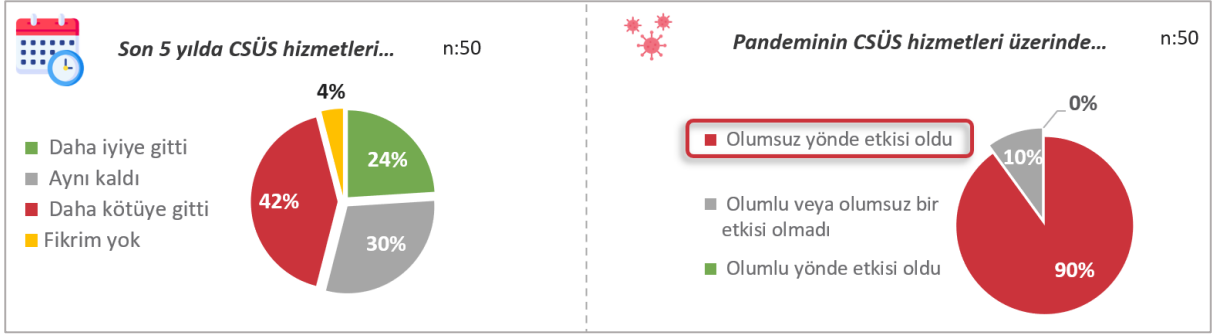 Son 5 yılda CSÜS hizmetleri...
n:50
4%
Daha iyiye gitti
Aynı kaldı
Daha kötüye gitti
Fikrim yok
24%
42%
30%
Pandeminin CSÜS hizmetleri üzerinde...
n:50
0%
Olumsuz yönde etkisi oldu
10%
Olumlu veya olumsuz bir
etkisi olmadı
Olumlu yönde etkisi oldu
90%